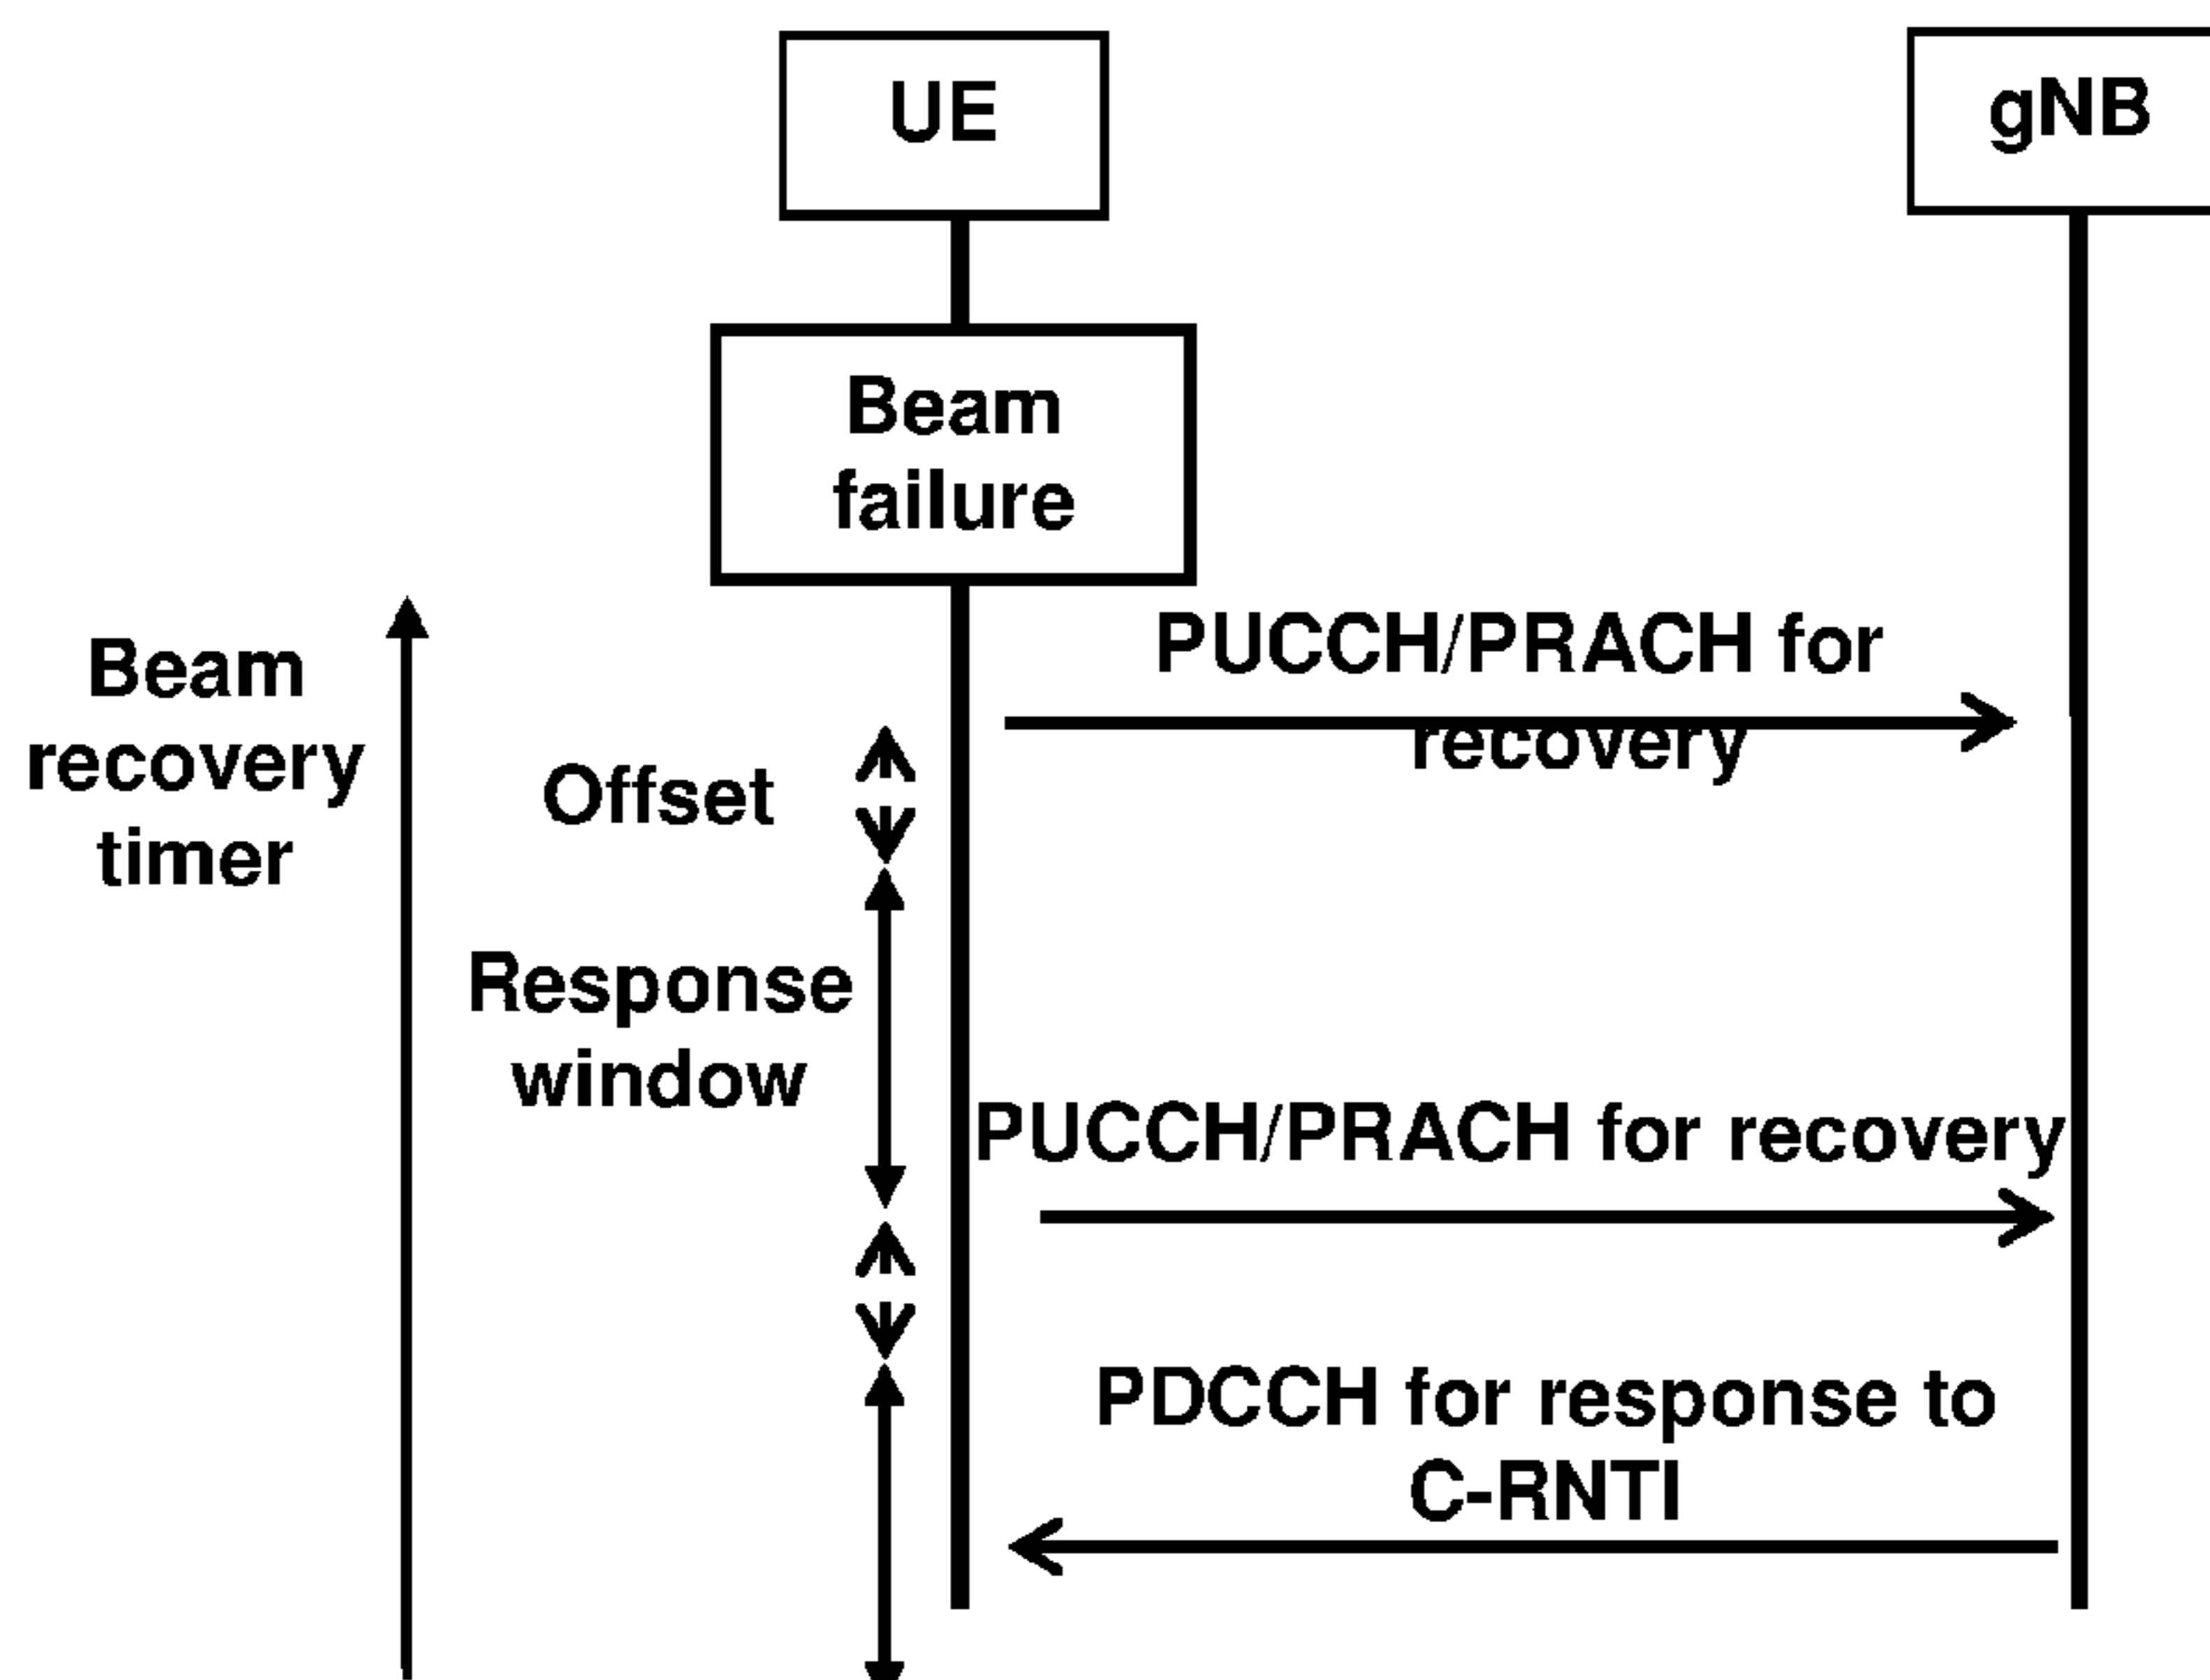 UE
gNB
Beam
failure
PUCCH/PRACH for
recovery
Beam
recovery
timer
Offset
Response
window
PUCCH/PRACH for recovery
PDCCH for response to
C-RNTI